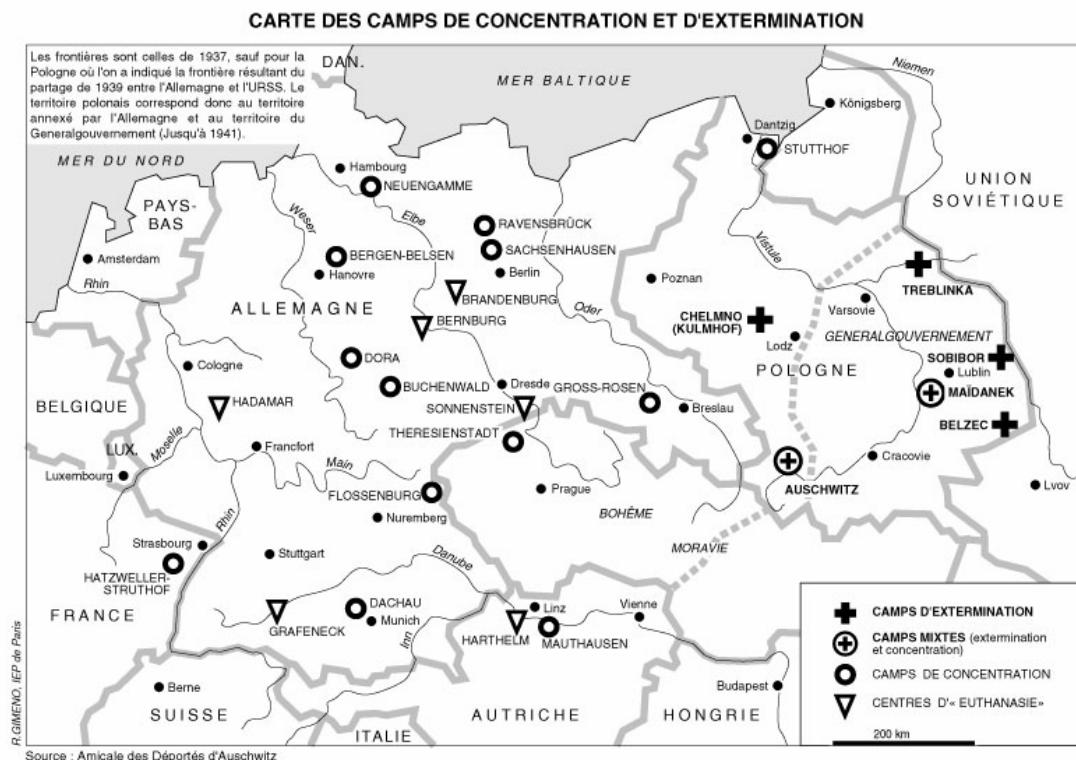 CARTE DES CAMPS DE CONCENTRATION ET D'EXTERMINATION
Les frontières sont celles de 1937, sauf pour la
Pologne où l'on a indiqué la frontière résultant du
partage de 1939 entre l'Allemagne et l'URSS. Le
territoire polonais correspond donc au territoire
annexé par l'Allemagne et au territoire du
Generalgouvernement (Jusqu'à 1941).
DAN.
MER BALTIQUE
Niemen
Königsberg
Dantzig
STUTTHOF
MER DU NORD
Hambourg
NEUENGAMME
UNION
SOVIÉTIQUE
PAYS-
BAS
Weser
Elbe
RAVENSBRÜCK
SACHSENHAUSEN
BERGEN-BELSEN
Vistule
Amsterdam
Hanovre
Berlin
Rhin
Poznan
TREBLINKA
BRANDENBURG
ALLEMAGNE
Oder
Varsovie
BERNBURG
CHELMNO
(KULMHOF)
GENERALGOUVERNEMENT
Lodz
DORA
SOBIBOR
Cologne
POLOGNE
Lublin
BUCHENWALD
Dresde
GROSS-ROSEN
MAÏDANEK
BELGIQUE
HADAMAR
SONNENSTEIN
Breslau
BELZEC
THERESIENSTADT
LUX.
Moselle
Francfort
Cracovie
Luxembourg
Main
Prague
AUSCHWITZ
Lvov
FLOSSENBURG
BOHÊME
Nuremberg
Rhin
Strasbourg
Stuttgart
MORAVIE
HATZWELLER-
STRUTHOF
Danube
FRANCE
DACHAU
Munich
Linz
Vienne
GRAFENECK
Inn
HARTHELM
MAUTHAUSEN
Berne
Budapest
SUISSE
AUTRICHE
HONGRIE
ITALIE
CAMPS D'EXTERMINATION
CAMPS MIXTES (extermination
et concentration)
CAMPS DE CONCENTRATION
CENTRES D'« EUTHANASIE»
200 km
R.GIMENO, IEP de Paris
Source : Amicale des Déportés d'Auschwitz